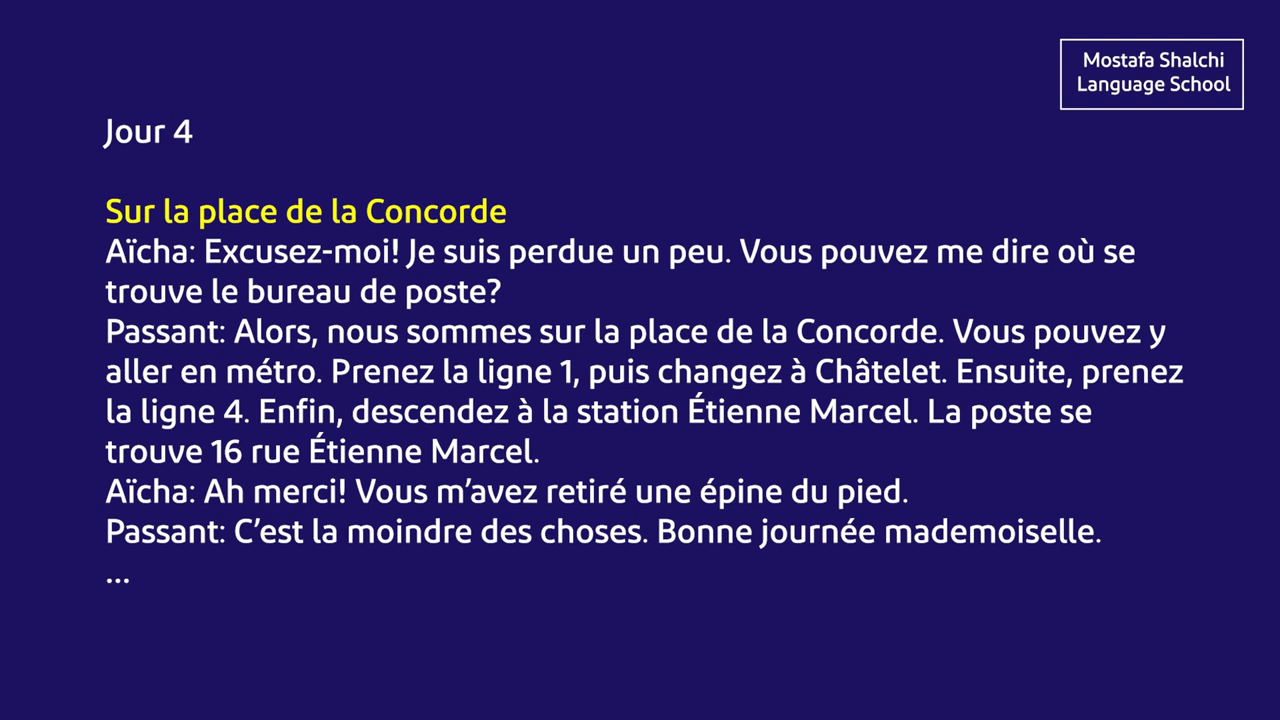 Mostafa Shalchi
Language School
Jour 4
Sur la place de la Concorde
Aïcha: Excusez-moi! Je suis perdue un peu. Vous pouvez me dire où se
trouve le bureau de poste?
Passant: Alors, nous sommes sur la place de la Concorde. Vous pouvez y
aller en métro. Prenez la ligne 1, puis changez à Châtelet. Ensuite, prenez
la ligne 4. Enfin, descendez à la station Étienne Marcel. La poste se
trouve 16 rue Étienne Marcel.
Aïcha: Ah merci! Vous m’avez retiré une épine du pied.
Passant: C’est la moindre des choses. Bonne journée mademoiselle.
...